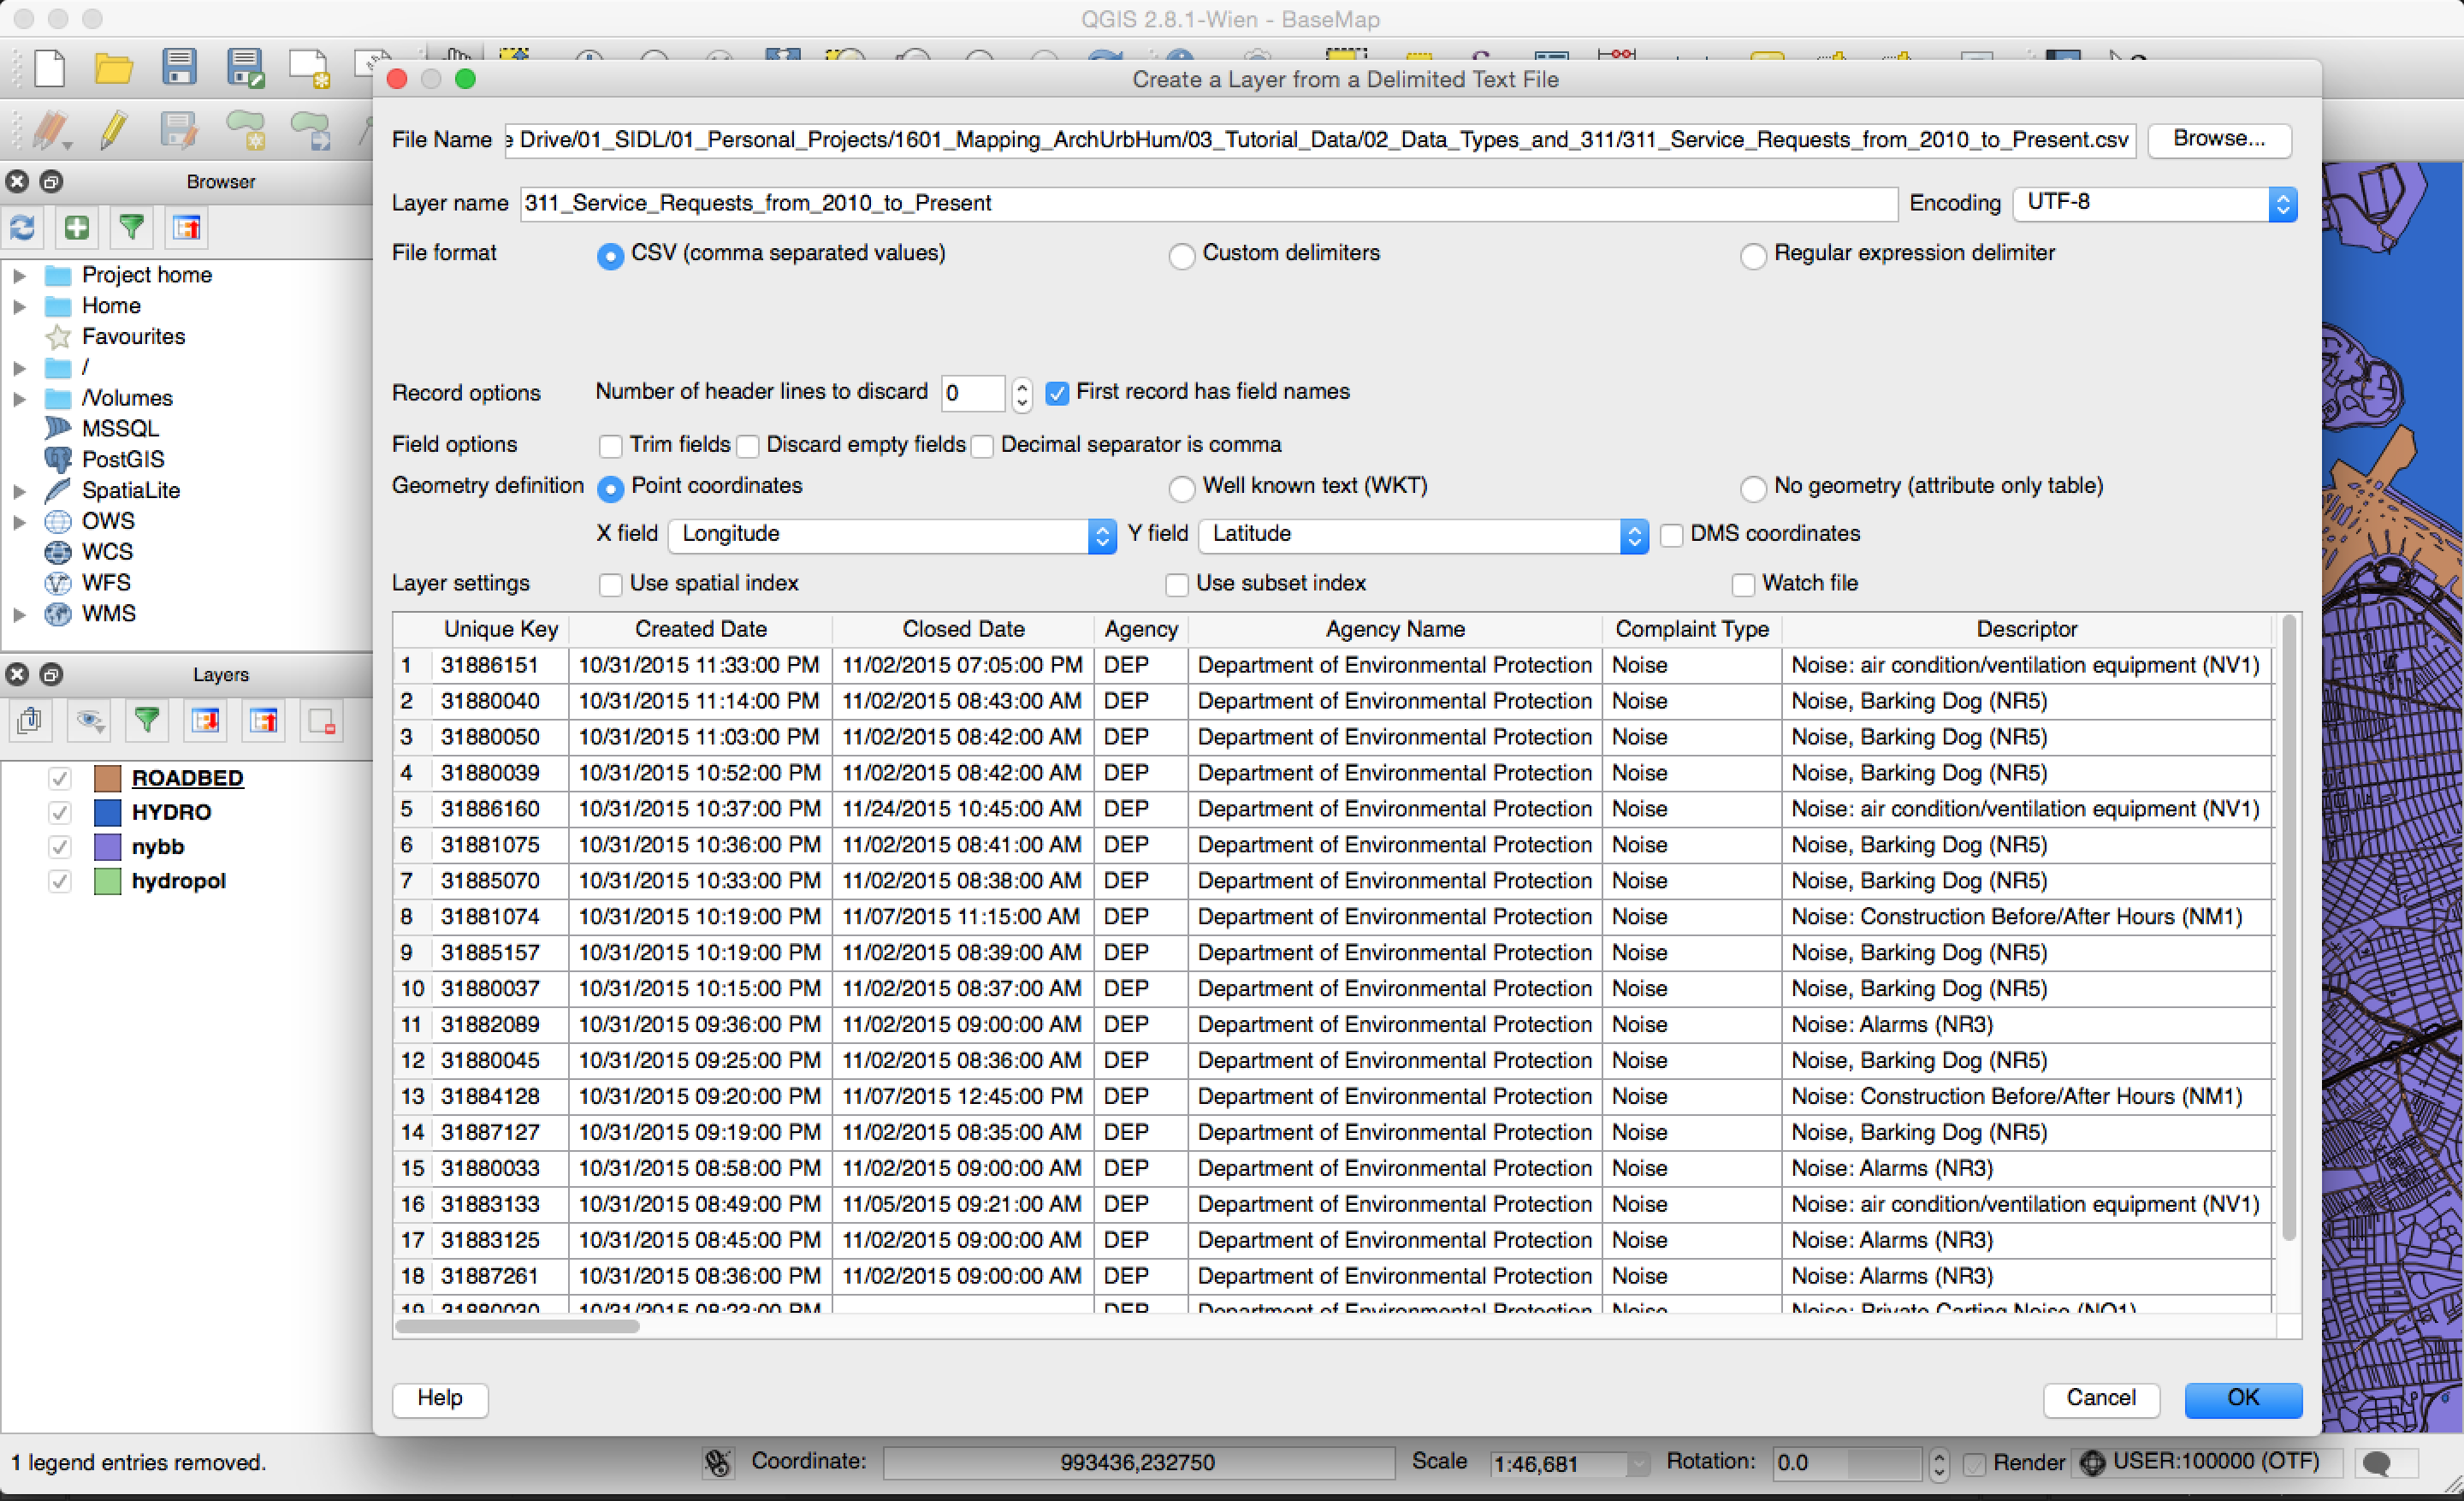 QGIS 2.8.1-Wien - BaseMap
Create a Layer from a Delimited Text File
File Name e Drive/01_SIDL/01_Personal_Projects/1601_Mapping_ArchUrbHum/03_Tutorial_Data/02_Data_Types_and_311/311_Service_Requests_from_2010_to_Present.csv Browse...
Layer name 311_Service_Requests_from_2010_to_Present Encoding UTF-8
File format CSV (comma separated values) Custom delimiters Regular expression delimiter
Record options Number of header lines to discard 0 First record has field names
Field options Trim fields Discard empty fields Decimal separator is comma
Geometry definition Point coordinates Well known text (WKT) No geometry (attribute only table)
X field Longitude Y field Latitude DMS coordinates
Layer settings Use spatial index Use subset index Watch file
Unique Key Created Date Closed Date Agency Agency Name Complaint Type Descriptor
1 31886151 10/31/2015 11:33:00 PM 11/02/2015 07:05:00 PM DEP Department of Environmental Protection Noise Noise: air condition/ventilation equipment (NV1)
2 31880040 10/31/2015 11:14:00 PM 11/02/2015 08:43:00 AM DEP Department of Environmental Protection Noise Noise, Barking Dog (NR5)
3 31880050 10/31/2015 11:03:00 PM 11/02/2015 08:42:00 AM DEP Department of Environmental Protection Noise Noise, Barking Dog (NR5)
4 31880039 10/31/2015 10:52:00 PM 11/02/2015 08:42:00 AM DEP Department of Environmental Protection Noise Noise, Barking Dog (NR5)
5 31886160 10/31/2015 10:37:00 PM 11/24/2015 10:45:00 AM DEP Department of Environmental Protection Noise Noise: air condition/ventilation equipment (NV1)
6 31881075 10/31/2015 10:36:00 PM 11/02/2015 08:41:00 AM DEP Department of Environmental Protection Noise Noise, Barking Dog (NR5)
7 31885070 10/31/2015 10:33:00 PM 11/02/2015 08:38:00 AM DEP Department of Environmental Protection Noise Noise, Barking Dog (NR5)
8 31881074 10/31/2015 10:19:00 PM 11/07/2015 11:15:00 AM DEP Department of Environmental Protection Noise Noise: Construction Before/After Hours (NM1)
9 31885157 10/31/2015 10:19:00 PM 11/02/2015 08:39:00 AM DEP Department of Environmental Protection Noise Noise, Barking Dog (NR5)
10 31880037 10/31/2015 10:15:00 PM 11/02/2015 08:37:00 AM DEP Department of Environmental Protection Noise Noise, Barking Dog (NR5)
11 31882089 10/31/2015 09:36:00 PM 11/02/2015 09:00:00 AM DEP Department of Environmental Protection Noise Noise: Alarms (NR3)
12 31880045 10/31/2015 09:25:00 PM 11/02/2015 08:36:00 AM DEP Department of Environmental Protection Noise Noise, Barking Dog (NR5)
13 31884128 10/31/2015 09:20:00 PM 11/07/2015 12:45:00 PM DEP Department of Environmental Protection Noise Noise: Construction Before/After Hours (NM1)
14 31887127 10/31/2015 09:19:00 PM 11/02/2015 08:35:00 AM DEP Department of Environmental Protection Noise Noise, Barking Dog (NR5)
15 31880033 10/31/2015 08:58:00 PM 11/02/2015 09:00:00 AM DEP Department of Environmental Protection Noise Noise: Alarms (NR3)
16 31883133 10/31/2015 08:49:00 PM 11/05/2015 09:21:00 AM DEP Department of Environmental Protection Noise Noise: air condition/ventilation equipment (NV1)
17 31883125 10/31/2015 08:45:00 PM 11/02/2015 09:00:00 AM DEP Department of Environmental Protection Noise Noise: Alarms (NR3)
18 31887261 10/31/2015 08:36:00 PM 11/02/2015 09:00:00 AM DEP Department of Environmental Protection Noise Noise: Alarms (NR3)
19 31880030 10/31/2015 08:23:00 PM DEP Department of Environmental Protection Noise Noise: Private Carting Noise (NQ1)
Help Cancel OK
Browser
Project home
Home
Favourites
/
/Volumes
MSSQL
PostGIS
SpatiaLite
OWS
WCS
WFS
WMS
Layers
ROADBED
HYDRO
nybb
hydropol
1 legend entries removed. Coordinate: 993436,232750 Scale 1:46,681 Rotation: 0.0 Render USER:100000 (OTF)